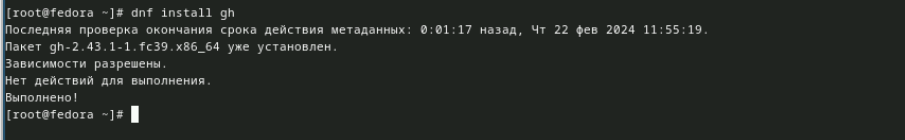 [root@fedora ~]# dnf install gh
Последняя проверка окончания срока действия метаданных: 0:01:17 назад, Чт 22 фев 2024 11:55:19.
Пакет gh-2.43.1-1.fc39.x86_64 уже установлен.
Зависимости разрешены.
Нет действий для выполнения.
Выполнено!
[root@fedora ~]#